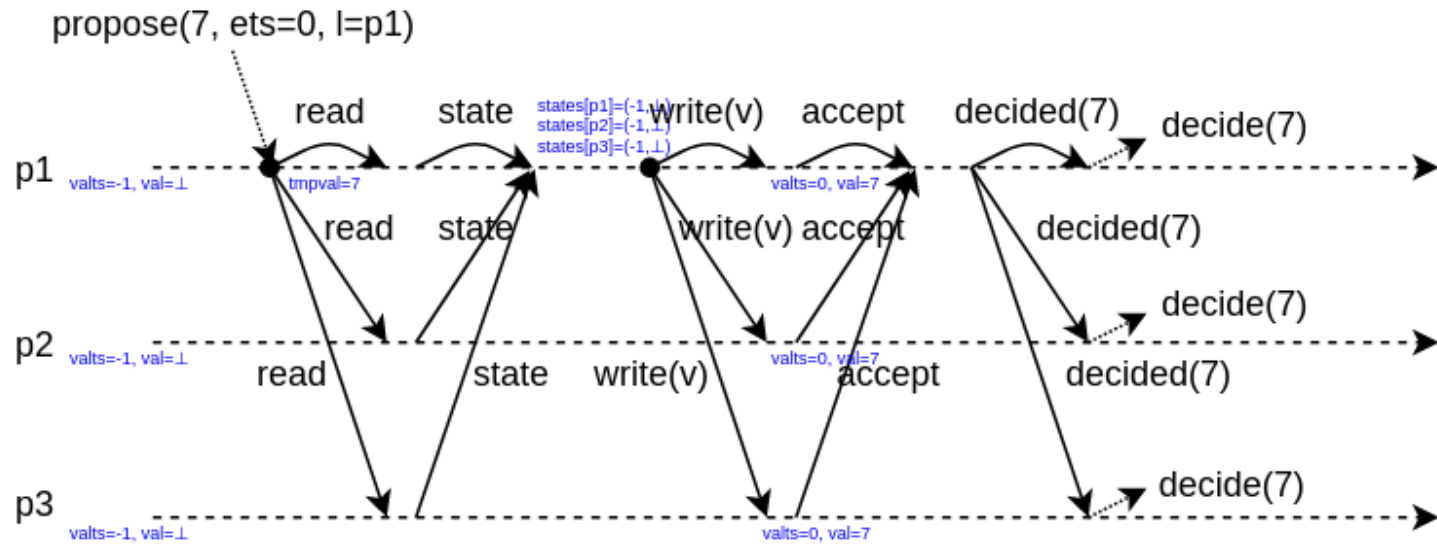 propose(7, ets=0, l=p1)
read
state
states[p1]=(-1,⊥)
states[p2]=(-1,⊥)
states[p3]=(-1,⊥)
write(v)
accept
decided(7)
decide(7)
p1
valts=-1, val=⊥
tmpval=7
valts=0, val=7
read
state
write(v)
accept
decided(7)
decide(7)
p2
valts=-1, val=⊥
valts=0, val=7
read
state
write(v)
accept
decided(7)
decide(7)
p3
valts=-1, val=⊥
valts=0, val=7